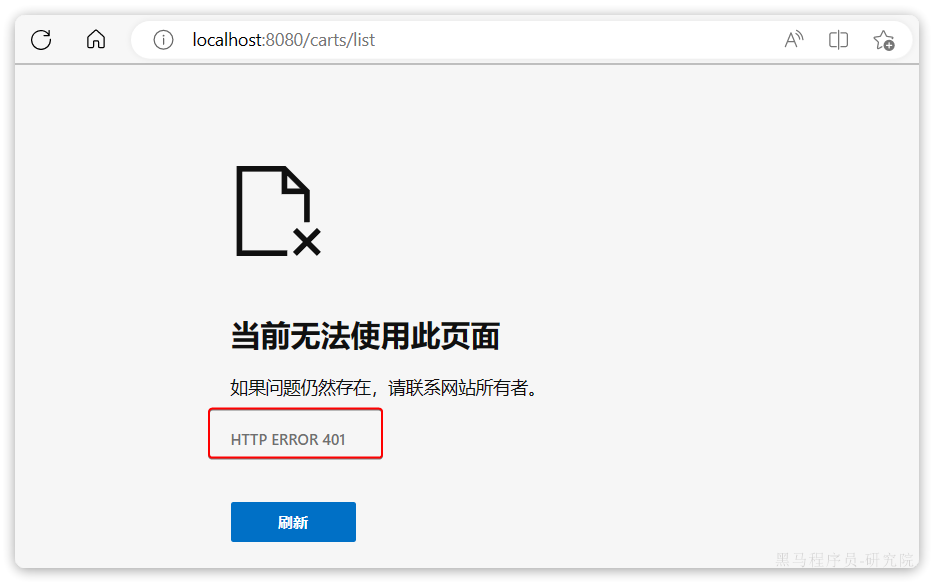 localhost:8080/carts/list
当前无法使用此页面
如果问题仍然存在，请联系网站所有者。
HTTP ERROR 401
刷新
黑马程序员-研究院